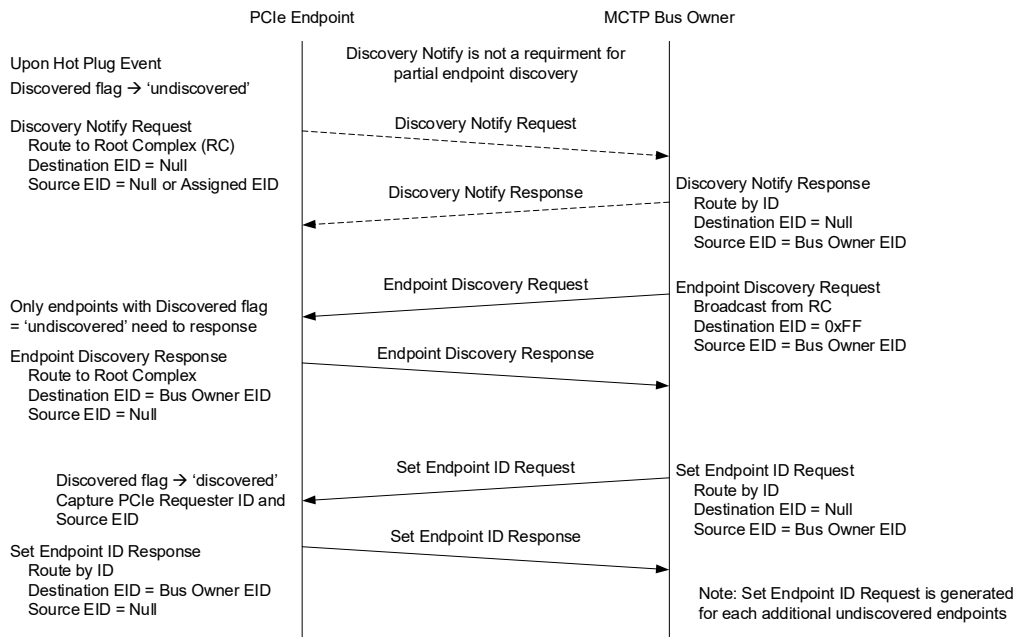 PCIe Endpoint
MCTP Bus Owner
Upon Hot Plug Event
Discovered flag → ‘undiscovered’
Discovery Notify is not a requirment for
partial endpoint discovery
Discovery Notify Request
Route to Root Complex (RC)
Destination EID = Null
Source EID = Null or Assigned EID
Discovery Notify Request
Discovery Notify Response
Discovery Notify Response
Route by ID
Destination EID = Null
Source EID = Bus Owner EID
Endpoint Discovery Request
Endpoint Discovery Request
Broadcast from RC
Destination EID = 0xFF
Source EID = Bus Owner EID
Only endpoints with Discovered flag
= ‘undiscovered’ need to response
Endpoint Discovery Response
Route to Root Complex
Destination EID = Bus Owner EID
Source EID = Null
Endpoint Discovery Response
Set Endpoint ID Request
Set Endpoint ID Request
Route by ID
Destination EID = Null
Source EID = Bus Owner EID
Discovered flag → ‘discovered’
Capture PCIe Requester ID and
Source EID
Set Endpoint ID Response
Set Endpoint ID Response
Route by ID
Destination EID = Bus Owner EID
Source EID = Null
Note: Set Endpoint ID Request is generated
for each additional undiscovered endpoints